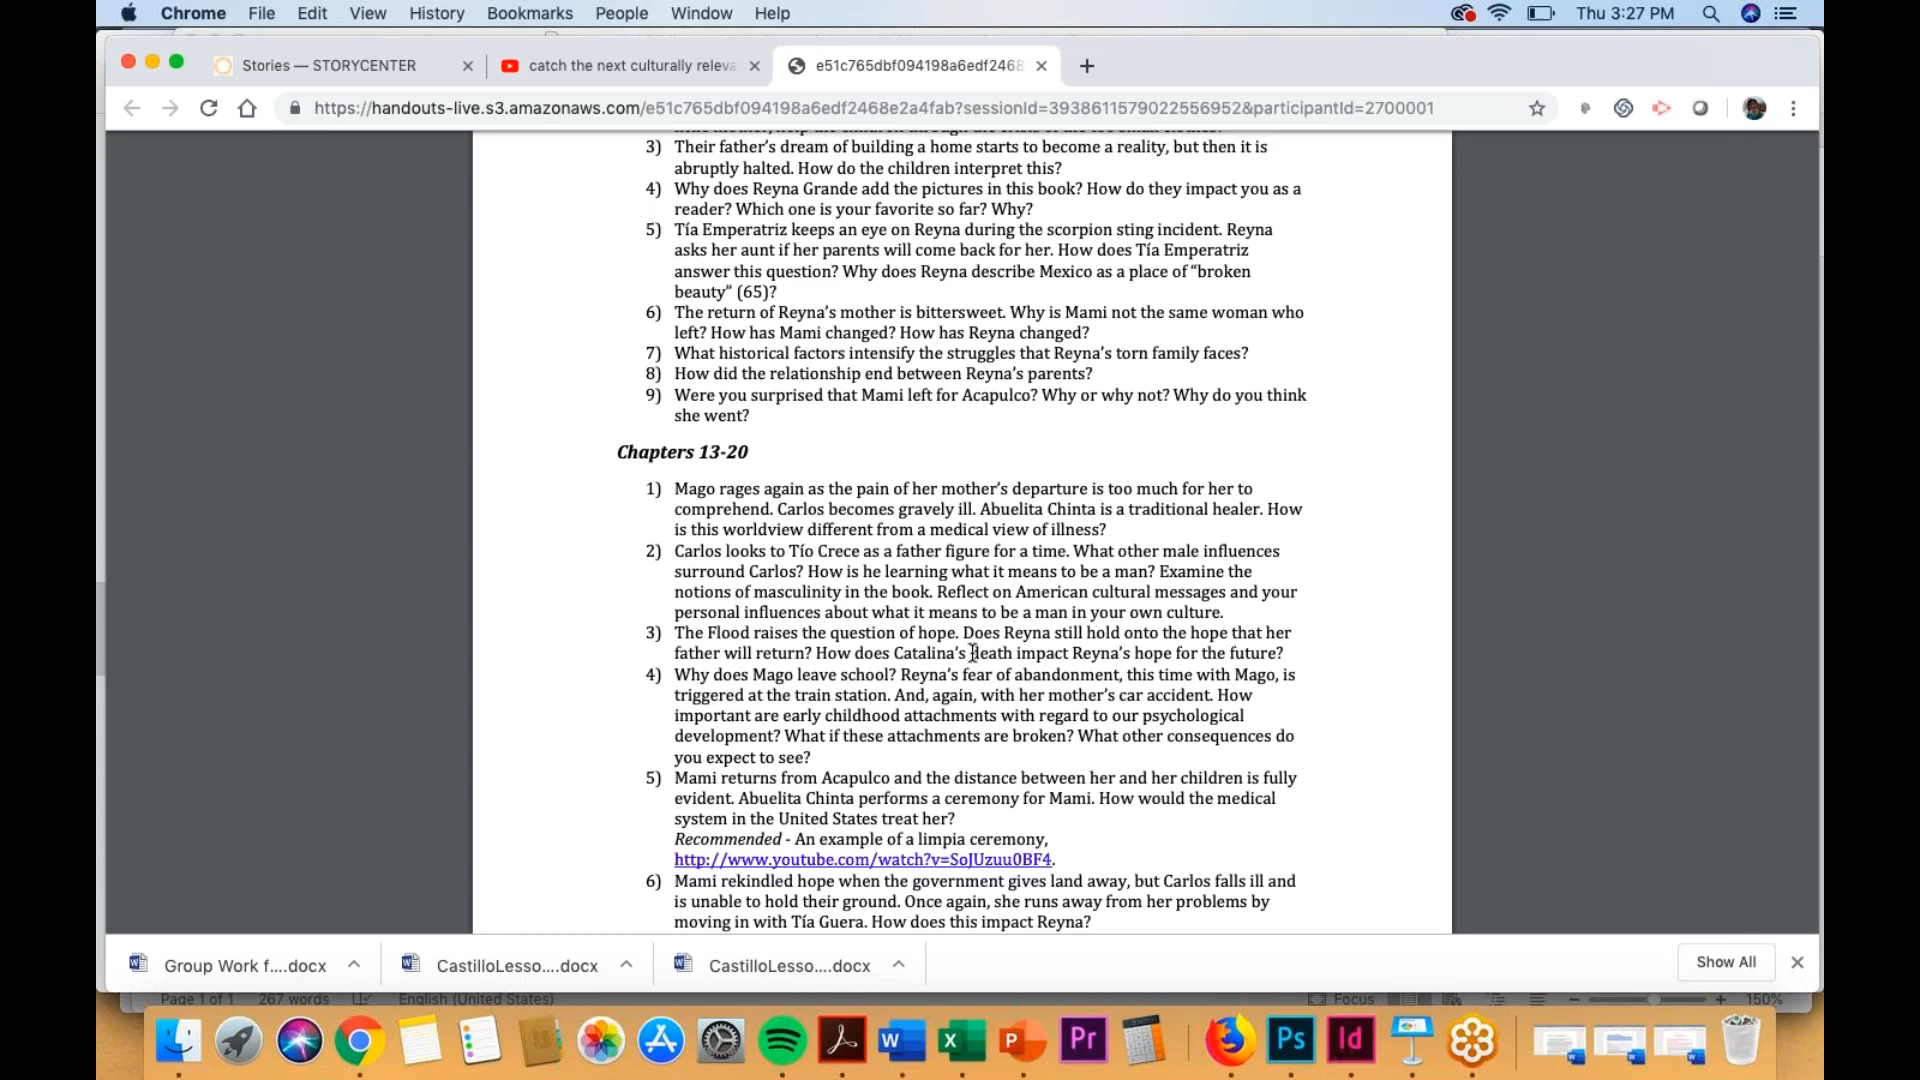 Chrome File Edit View History Bookmarks People Window Help Thu 3:27 PM
Stories — STORYCENTER catch the next culturally releva e51c765dbf094198a6edf2468
https://handouts-live.s3.amazonaws.com/e51c765dbf094198a6edf2468e2a4fab?sessionId=3938611579022556952&participantId=2700001
3) Their father’s dream of building a home starts to become a reality, but then it is
abruptly halted. How do the children interpret this?
4) Why does Reyna Grande add the pictures in this book? How do they impact you as a
reader? Which one is your favorite so far? Why?
5) Tía Emperatriz keeps an eye on Reyna during the scorpion sting incident. Reyna
asks her aunt if her parents will come back for her. How does Tía Emperatriz
answer this question? Why does Reyna describe Mexico as a place of “broken
beauty” (65)?
6) The return of Reyna’s mother is bittersweet. Why is Mami not the same woman who
left? How has Mami changed? How has Reyna changed?
7) What historical factors intensify the struggles that Reyna’s torn family faces?
8) How did the relationship end between Reyna’s parents?
9) Were you surprised that Mami left for Acapulco? Why or why not? Why do you think
she went?
Chapters 13-20
1) Mago rages again as the pain of her mother’s departure is too much for her to
comprehend. Carlos becomes gravely ill. Abuelita Chinta is a traditional healer. How
is this worldview different from a medical view of illness?
2) Carlos looks to Tío Crece as a father figure for a time. What other male influences
surround Carlos? How is he learning what it means to be a man? Examine the
notions of masculinity in the book. Reflect on American cultural messages and your
personal influences about what it means to be a man in your own culture.
3) The Flood raises the question of hope. Does Reyna still hold onto the hope that her
father will return? How does Catalina’s death impact Reyna’s hope for the future?
4) Why does Mago leave school? Reyna’s fear of abandonment, this time with Mago, is
triggered at the train station. And, again, with her mother’s car accident. How
important are early childhood attachments with regard to our psychological
development? What if these attachments are broken? What other consequences do
you expect to see?
5) Mami returns from Acapulco and the distance between her and her children is fully
evident. Abuelita Chinta performs a ceremony for Mami. How would the medical
system in the United States treat her?
Recommended - An example of a limpia ceremony,
http://www.youtube.com/watch?v=SoJUzuu0BF4.
6) Mami rekindled hope when the government gives land away, but Carlos falls ill and
is unable to hold their ground. Once again, she runs away from her problems by
moving in with Tía Guera. How does this impact Reyna?
Group Work f....docx CastilloLesso....docx CastilloLesso....docx Show All
Page 1 of 1 267 words English (United States) Focus 150%
W X P Pr Ps Id